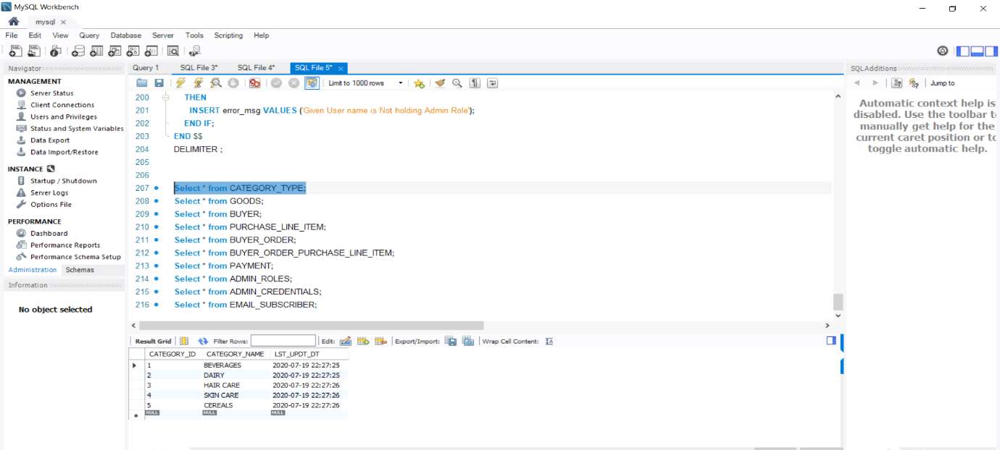 MySQL Workbench
mysql
File Edit View Query Database Server Tools Scripting Help
Navigator
MANAGEMENT
Server Status
Client Connections
Users and Privileges
Status and System Variables
Data Export
Data Import/Restore
INSTANCE
Startup / Shutdown
Server Logs
Options File
PERFORMANCE
Dashboard
Performance Reports
Performance Schema Setup
Administration Schemas
Information
No object selected
Query 1 SQL File 3* SQL File 4* SQL File 5*
Limit to 1000 rows
200 THEN
201 INSERT error_msg VALUES ('Given User name is Not holding Admin Role');
202 END IF;
203 END $$
204 DELIMITER ;
205
206
207 Select * from CATEGORY_TYPE;
208 Select * from GOODS;
209 Select * from BUYER;
210 Select * from PURCHASE_LINE_ITEM;
211 Select * from BUYER_ORDER;
212 Select * from BUYER_ORDER_PURCHASE_LINE_ITEM;
213 Select * from PAYMENT;
214 Select * from ADMIN_ROLES;
215 Select * from ADMIN_CREDENTIALS;
216 Select * from EMAIL_SUBSCRIBER;
Result Grid Filter Rows: Edit: Export/Import: Wrap Cell Content:
CATEGORY_ID CATEGORY_NAME LST_UPDT_DT
1 BEVERAGES 2020-07-19 22:27:25
2 DAIRY 2020-07-19 22:27:25
3 HAIR CARE 2020-07-19 22:27:26
4 SKIN CARE 2020-07-19 22:27:26
5 CEREALS 2020-07-19 22:27:26
NULL NULL NULL
SQLAdditions
Jump to
Automatic context help is
disabled. Use the toolbar t
manually get help for the
current caret position or to
toggle automatic help.